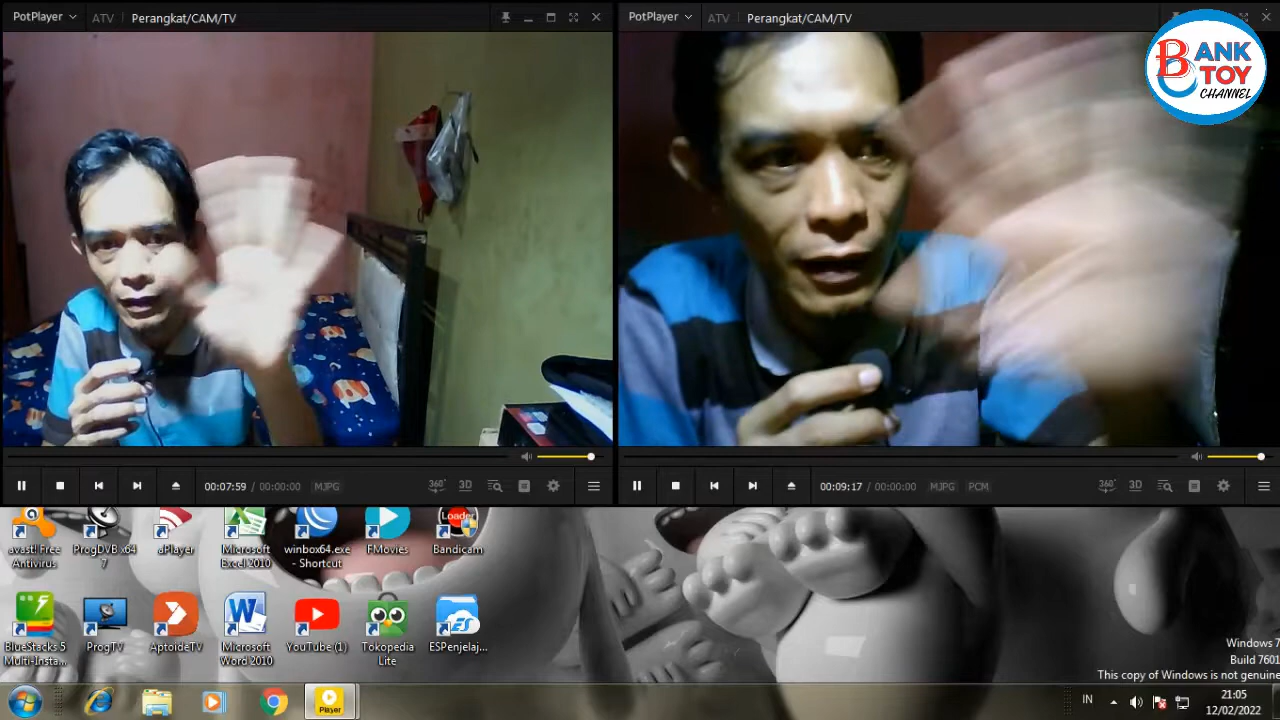 PotPlayer
ATV
Perangkat/CAM/TV
PotPlayer
ATV
Perangkat/CAM/TV
BANK
TOY
CHANNEL
00:07:59 / 00:00:00
MJPG
360°
3D
00:09:17 / 00:00:00
MJPG
PCM
360°
3D
avast! Free
Antivirus
ProgDVB x64
7
aPlayer
Microsoft
Excel 2010
winbox64.exe
- Shortcut
FMovies
Loader
Bandicam
BlueStacks 5
Multi-Insta...
ProgTV
AptoideTV
Microsoft
Word 2010
YouTube (1)
Tokopedia
Lite
ESPenjelaj...
Windows 7
Build 7601
This copy of Windows is not genuine
Player
IN
21:05
12/02/2022